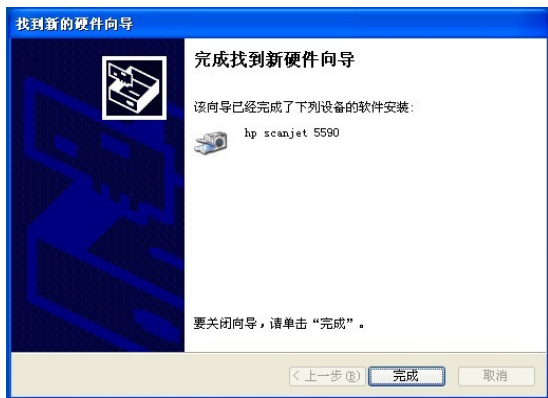 找到新的硬件向导
完成找到新硬件向导
该向导已经完成了下列设备的软件安装:
hp scanjet 5590
要关闭向导，请单击“完成”。
<上一步(B) 完成 取消